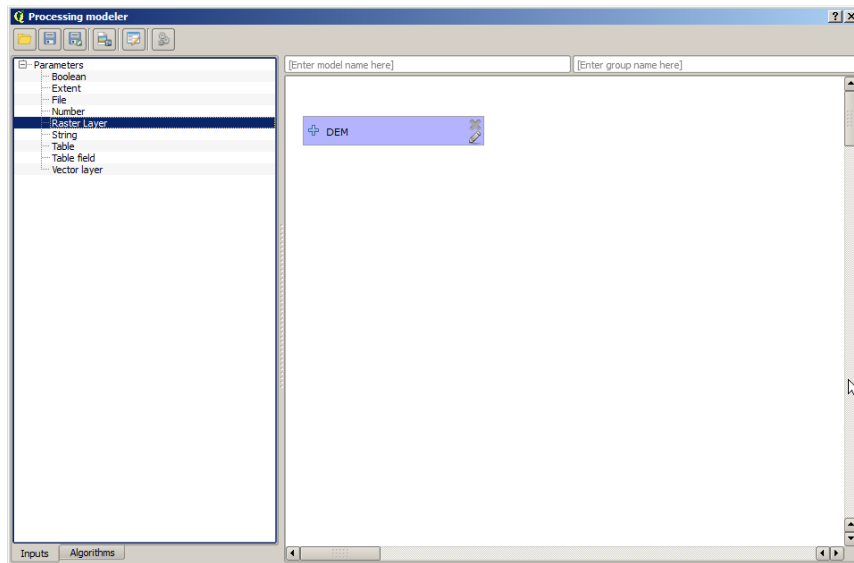 Processing modeler
Parameters
Boolean
Extent
File
Number
Raster Layer
String
Table
Table field
Vector layer
[Enter model name here]
[Enter group name here]
DEM
Inputs
Algorithms